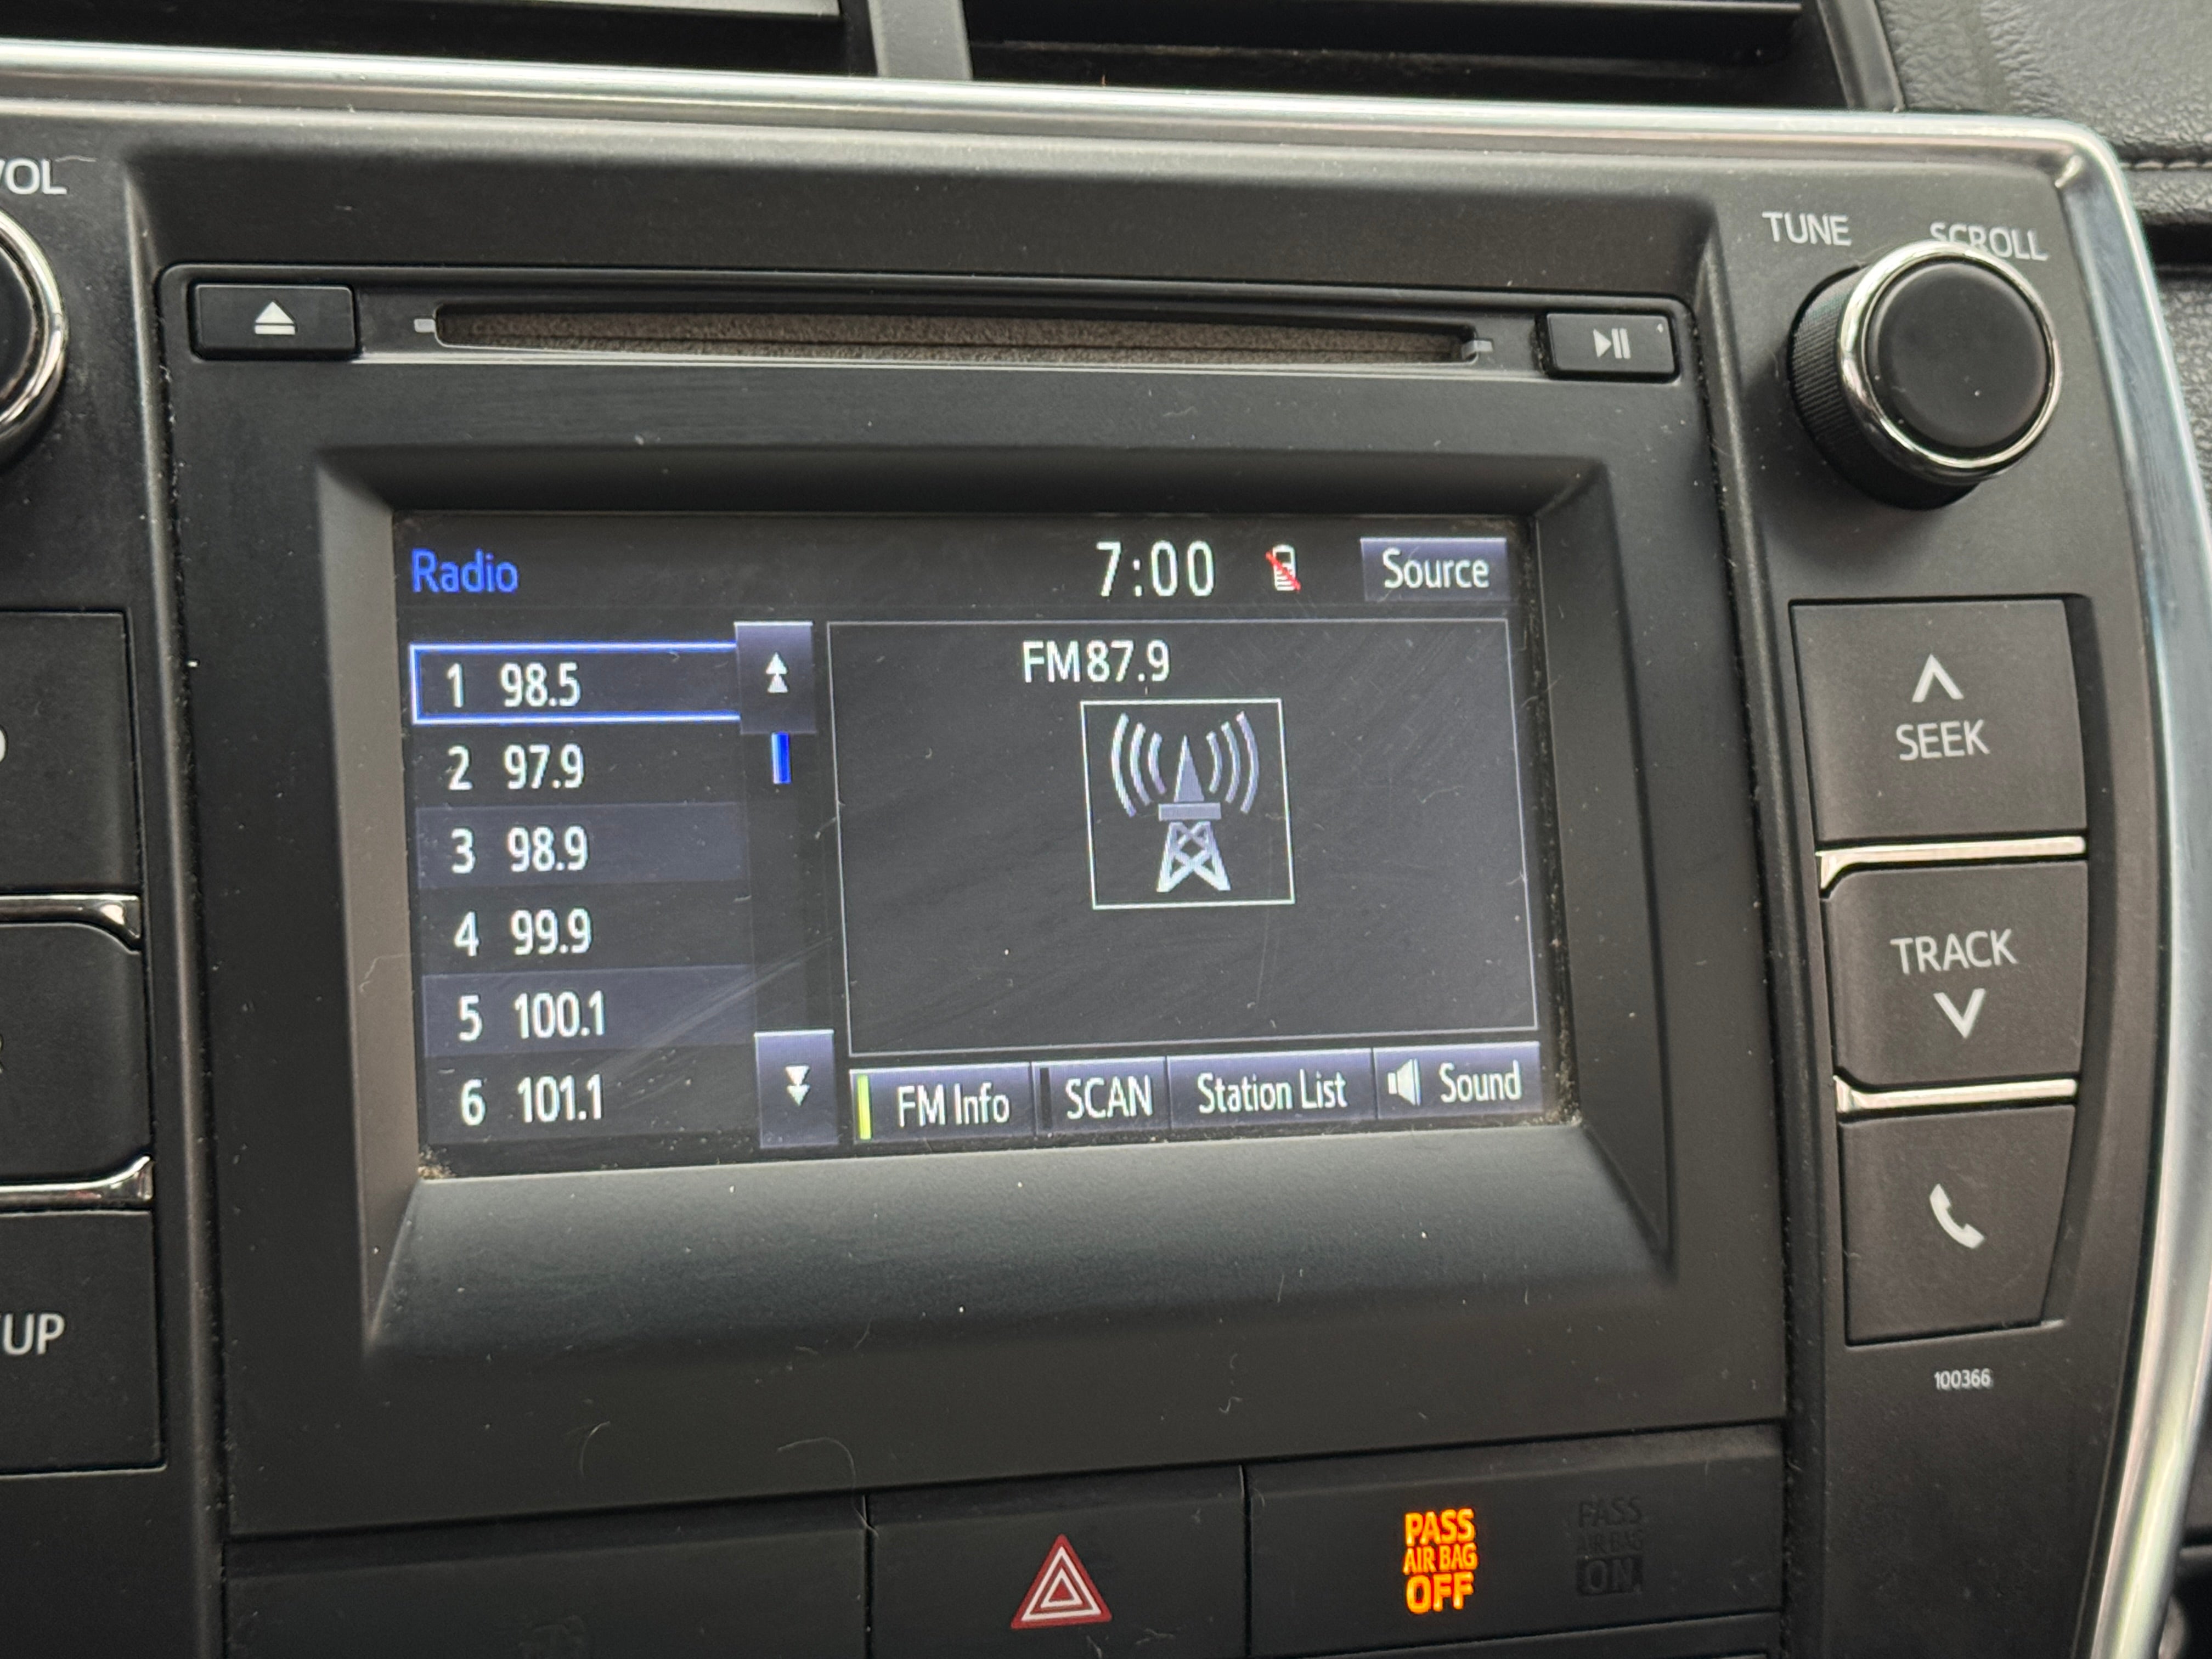 VOL
TUNE SCROLL
Radio 7:00 Source
1 98.5
2 97.9
3 98.9
4 99.9
5 100.1
6 101.1
FM 87.9
FM Info SCAN Station List Sound
SEEK
TRACK
UP
100366
PASS
AIR BAG
OFF
PASS
AIR BAG
ON